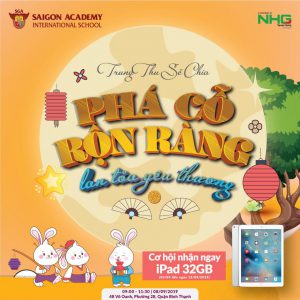 SGA
SAIGON ACADEMY
INTERNATIONAL SCHOOL
NHG
Trung Thu Sẻ Chia
PHÁ CỖ
RỘN RÀNG
lan tỏa yêu thương
Cơ hội nhận ngay
iPad 32GB
09:00 - 11:30 | 08/09/2019
48 Võ Oanh, Phường 25, Quận Bình Thạnh